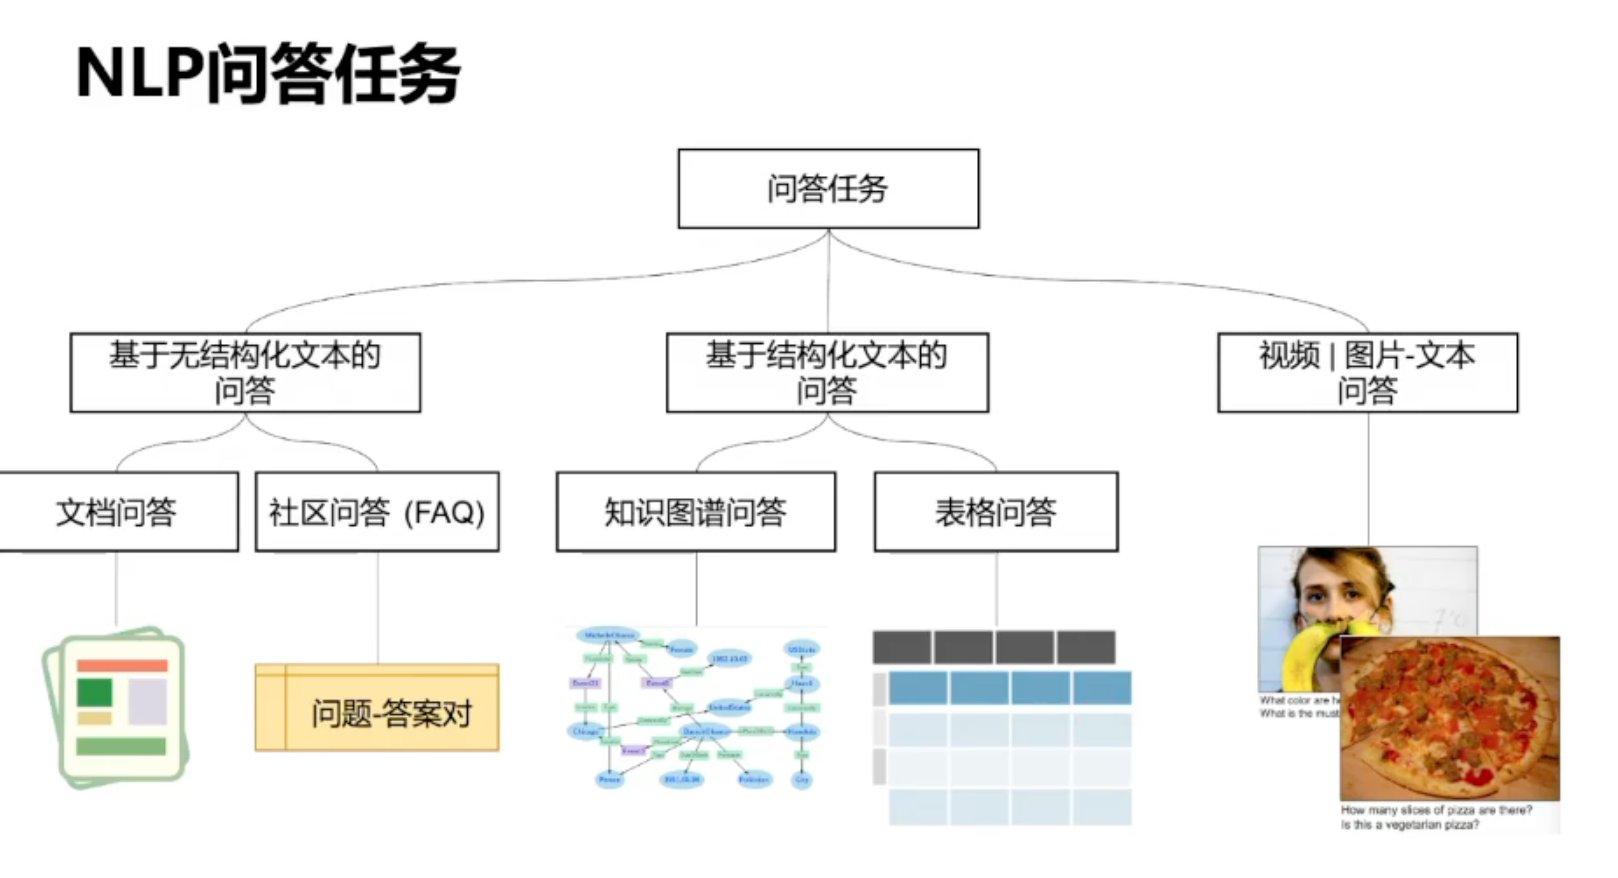 NLP问答任务
问答任务
基于无结构化文本的
问答
基于结构化文本的
问答
视频 | 图片-文本
问答
文档问答
社区问答 (FAQ)
知识图谱问答
表格问答
问题-答案对
Female
Chicago
Person
City
What color are
What is the
How many slices of pizza are there?
Is this a vegetarian pizza?